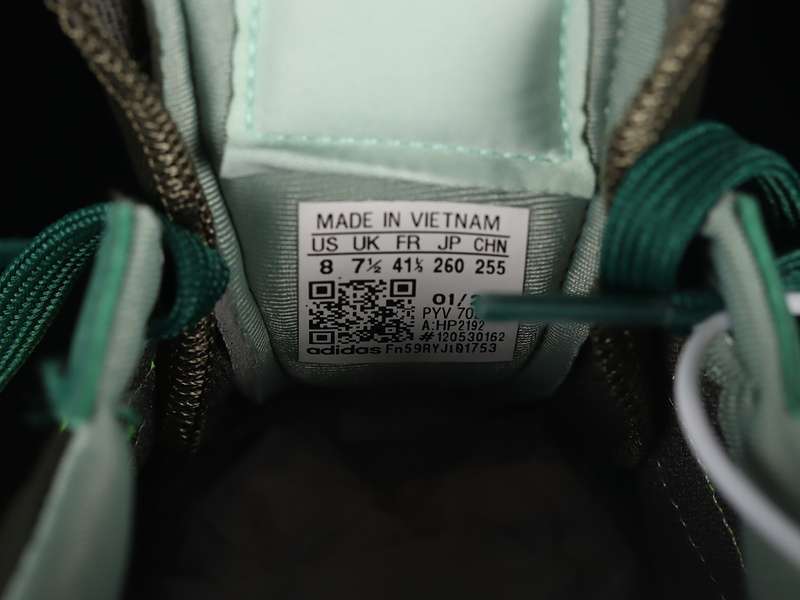 MADE IN VIETNAM
US UK FR JP CHN
8 7½ 41⅓ 260 255
01/2
PYV 70
A:HP2192
#120530162
adidas Fn59RYJi01753